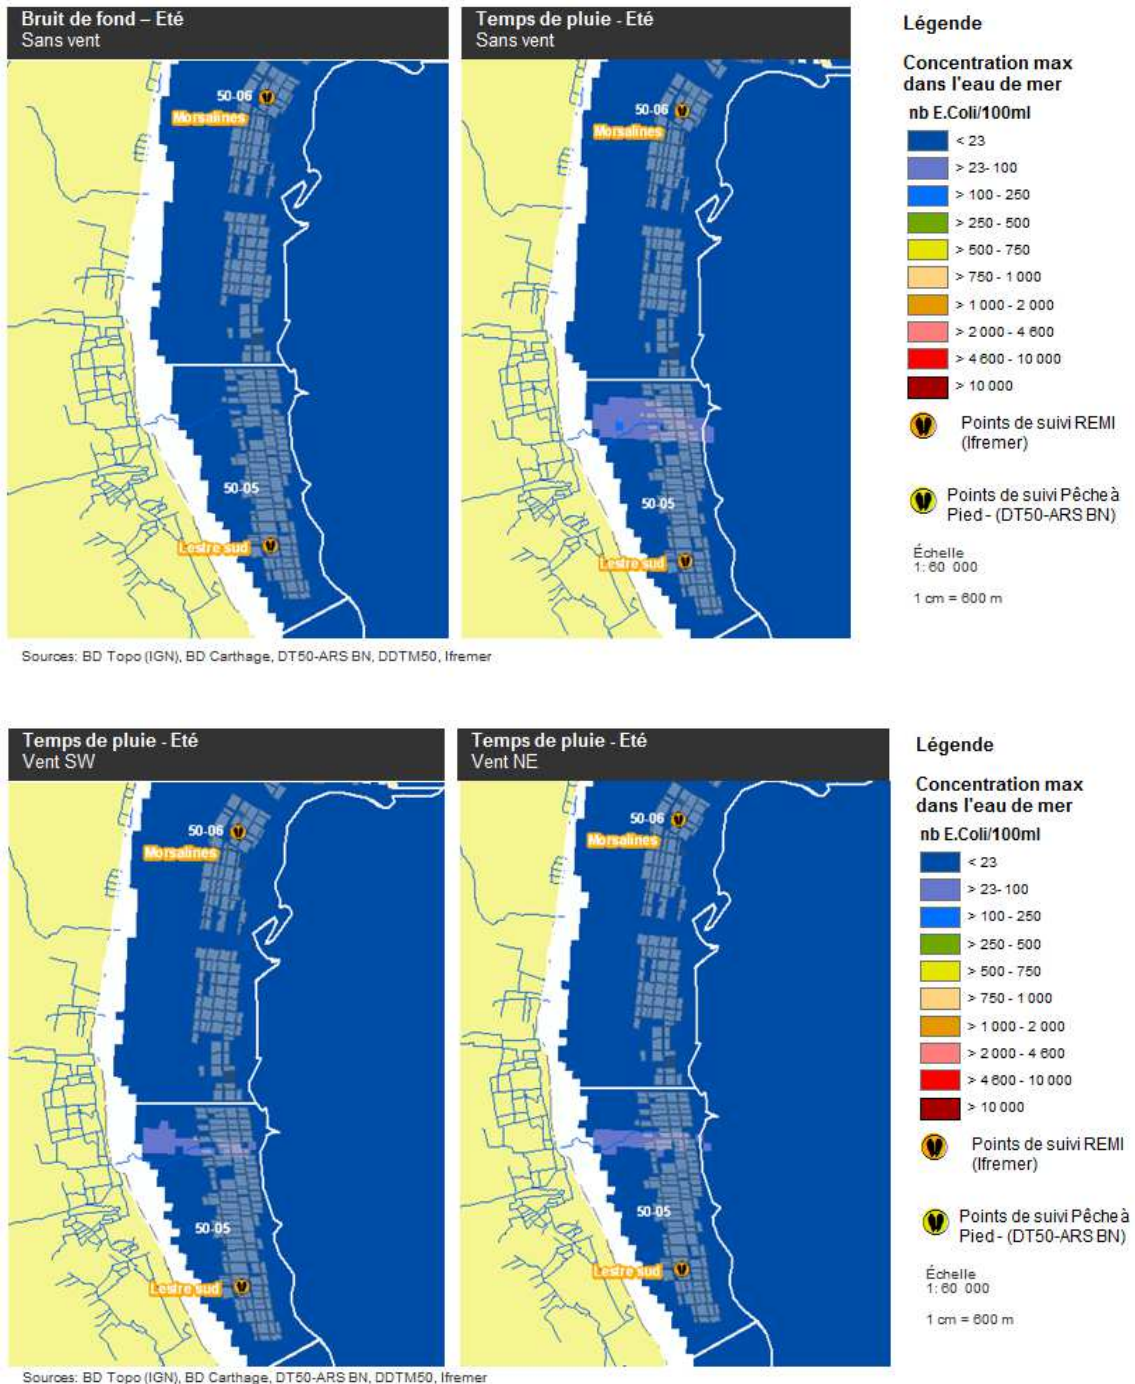 Bruit de fond – Eté
Sans vent
50-06
Morsalines
50-05
Lestre sud
Temps de pluie - Eté
Sans vent
50-06
Morsalines
50-05
Lestre sud
Légende
Concentration max
dans l'eau de mer
nb E.Coli/100ml
< 23
> 23- 100
> 100 - 250
> 250 - 500
> 500 - 750
> 750 - 1 000
> 1 000 - 2 000
> 2 000 - 4 600
> 4 600 - 10 000
> 10 000
Points de suivi REMI
(Ifremer)
Points de suivi Pêche à
Pied - (DT50-ARS BN)
Échelle
1: 60 000
1 cm = 600 m
Sources: BD Topo (IGN), BD Carthage, DT50-ARS BN, DDTM50, Ifremer
Temps de pluie - Eté
Vent SW
50-06
Morsalines
50-05
Lestre sud
Temps de pluie - Eté
Vent NE
50-06
Morsalines
50-05
Lestre sud
Légende
Concentration max
dans l'eau de mer
nb E.Coli/100ml
< 23
> 23- 100
> 100 - 250
> 250 - 500
> 500 - 750
> 750 - 1 000
> 1 000 - 2 000
> 2 000 - 4 600
> 4 600 - 10 000
> 10 000
Points de suivi REMI
(Ifremer)
Points de suivi Pêche à
Pied - (DT50-ARS BN)
Échelle
1: 60 000
1 cm = 600 m
Sources: BD Topo (IGN), BD Carthage, DT50-ARS BN, DDTM50, Ifremer